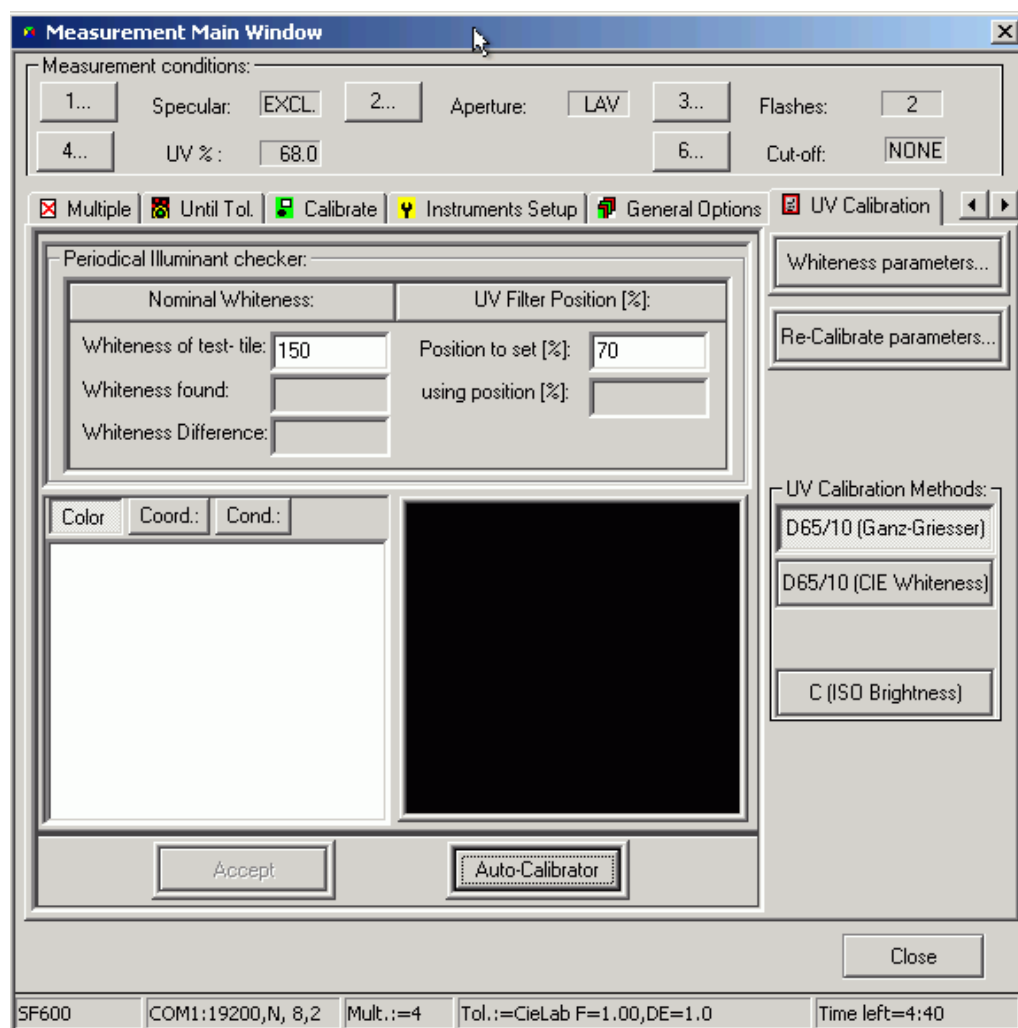 Measurement Main Window
Measurement conditions:
1... Specular: EXCL. 2... Aperture: LAV 3... Flashes: 2
4... UV % : 68.0 6... Cut-off: NONE
Multiple Until Tol. Calibrate Instruments Setup General Options UV Calibration
Periodical Illuminant checker:
Nominal Whiteness: UV Filter Position [%]:
Whiteness of test- tile: 150 Position to set [%]: 70
Whiteness found: using position [%]:
Whiteness Difference:
Whiteness parameters...
Re-Calibrate parameters...
Color Coord.: Cond.:
UV Calibration Methods:
D65/10 (Ganz-Griesser)
D65/10 (CIE Whiteness)
C (ISO Brightness)
Accept Auto-Calibrator
Close
SF600 COM1:19200,N, 8,2 Mult.:=4 Tol.:=CieLab F=1.00,DE=1.0 Time left=4:40